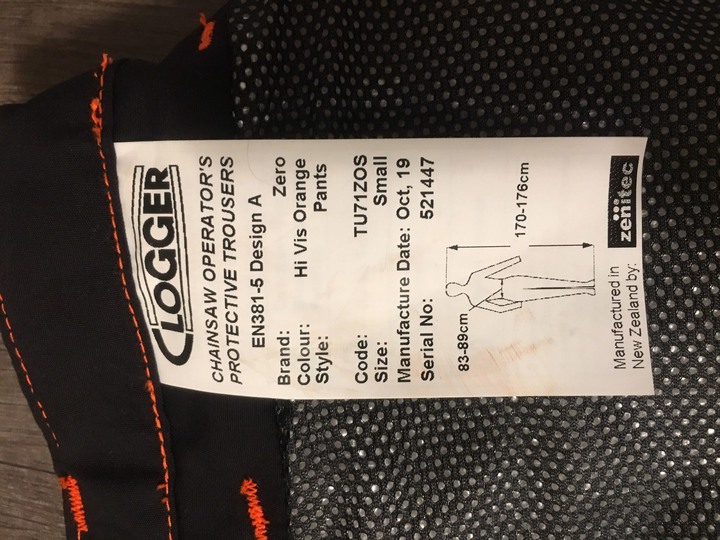 CLOGGER
CHAINSAW OPERATOR'S
PROTECTIVE TROUSERS
EN381-5 Design A
Brand: Zero
Colour: Hi Vis Orange
Style: Pants
Code: TU71ZOS
Size: Small
Manufacture Date: Oct, 19
Serial No: 521447
83-89cm
170-176cm
Manufactured in
New Zealand by:
zenitec